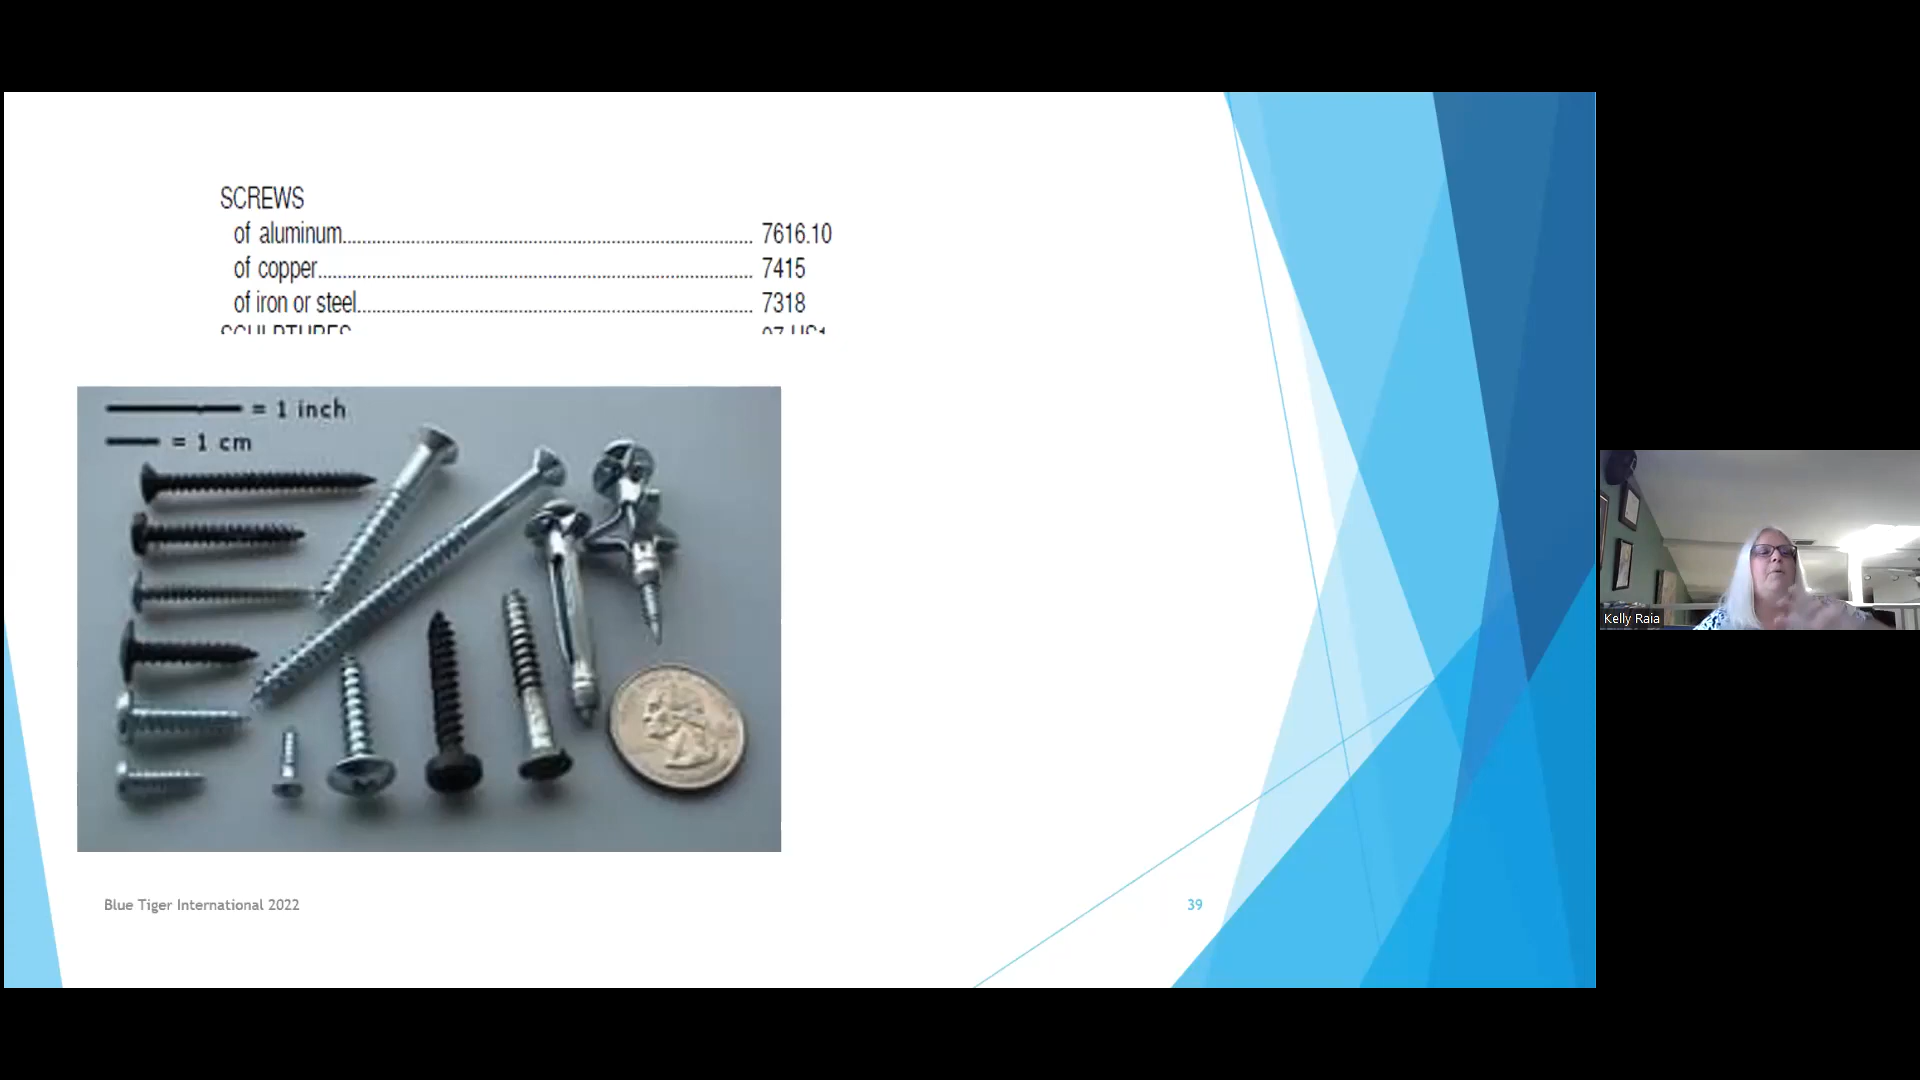 SCREWS
of aluminum.......................................................................................... 7616.10
of copper................................................................................................ 7415
of iron or steel....................................................................................... 7318
SCULPTURES
= 1 inch
= 1 cm
Blue Tiger International 2022
39
Kelly Raia